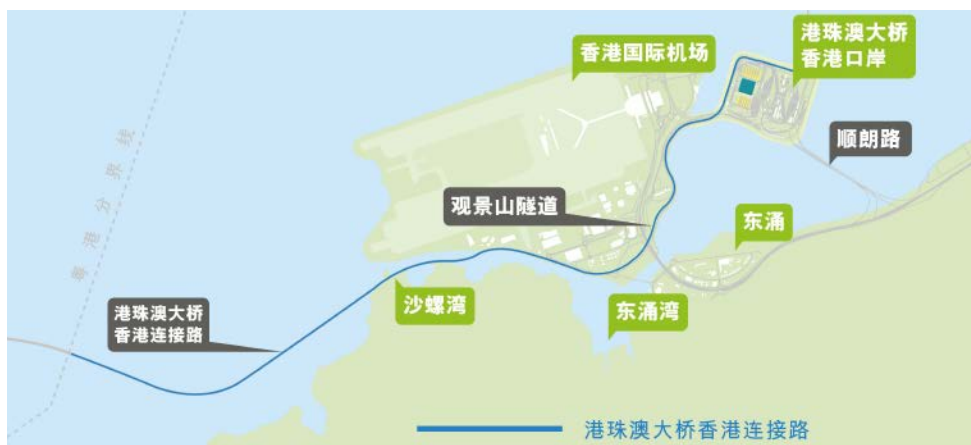 港珠澳大桥
香港口岸
香港国际机场
顺朗路
粤港分界线
观景山隧道
东涌
沙螺湾
东涌湾
港珠澳大桥
香港连接路
港珠澳大桥香港连接路